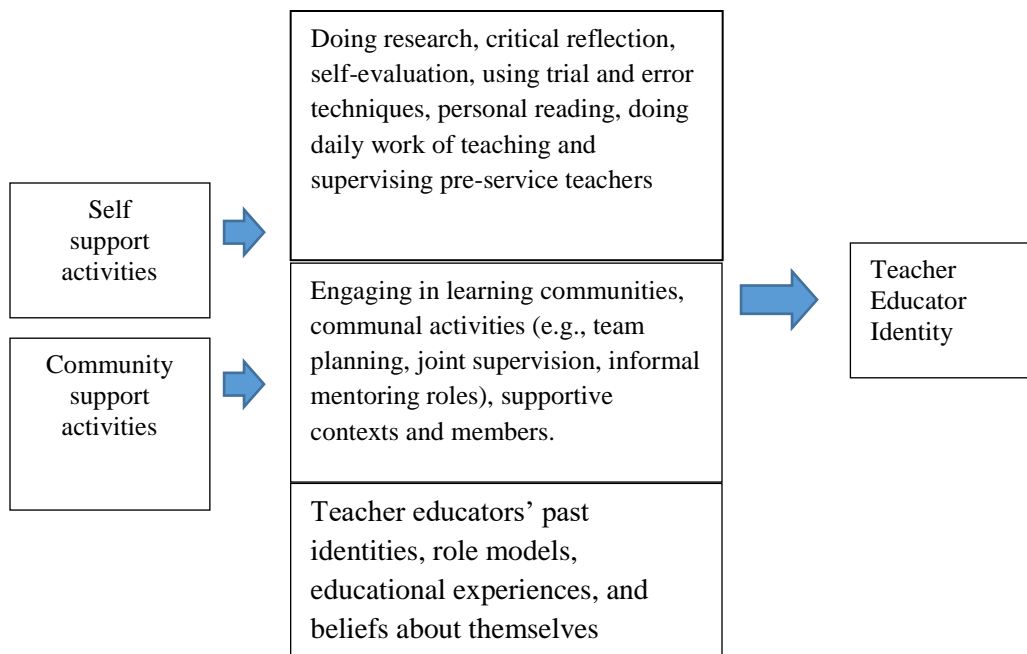 Self
support
activities
Community
support
activities
Doing research, critical reflection,
self-evaluation, using trial and error
techniques, personal reading, doing
daily work of teaching and
supervising pre-service teachers
Engaging in learning communities,
communal activities (e.g., team
planning, joint supervision, informal
mentoring roles), supportive
contexts and members.
Teacher educators’ past
identities, role models,
educational experiences, and
beliefs about themselves
Teacher
Educator
Identity